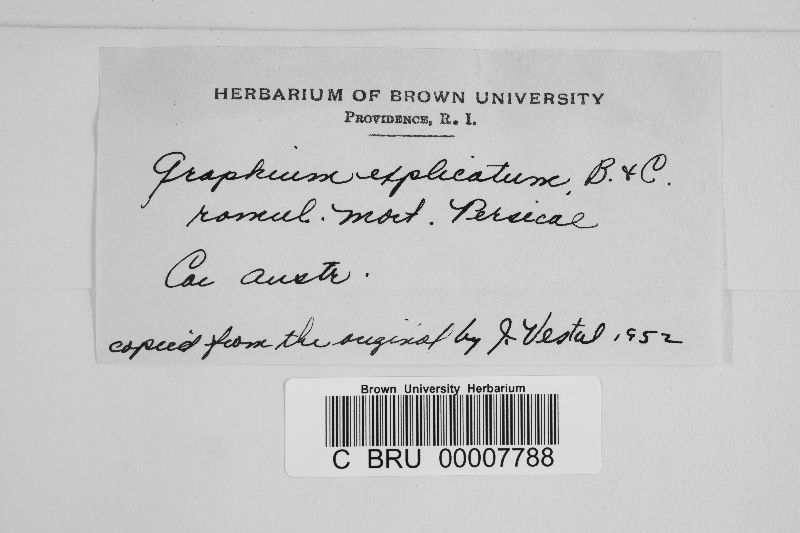 HERBARIUM OF BROWN UNIVERSITY
PROVIDENCE, R. I.
Graphium explicatum, B. & C.
ramul. mort. Persicae
Car austr.
copied from the original by J. Vestal 1952
Brown University Herbarium
C BRU 00007788